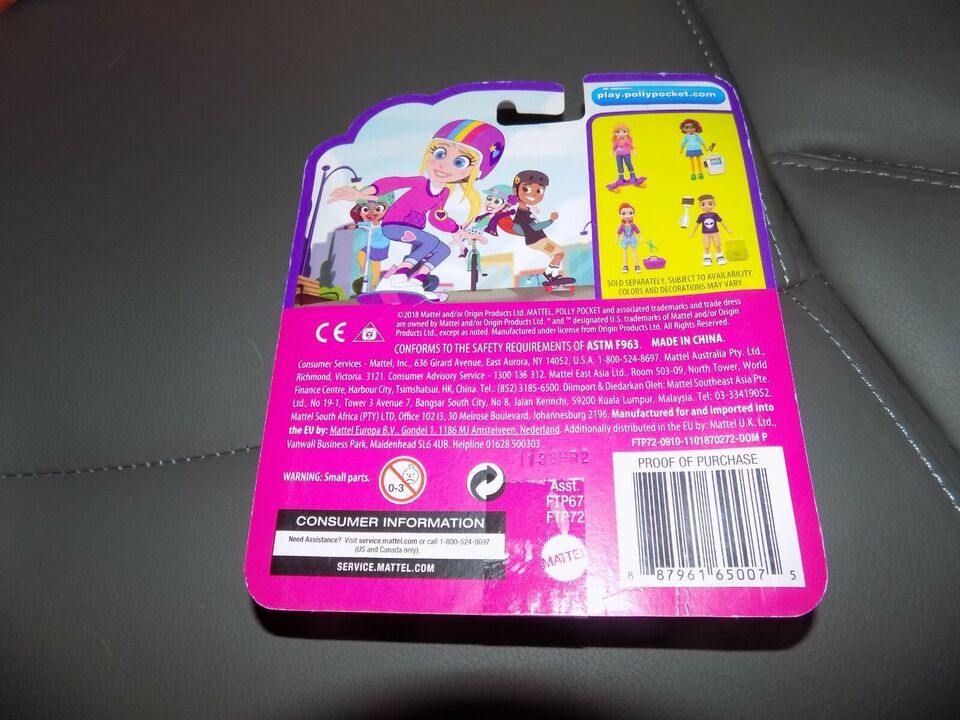 play.pollypocket.com
SOLD SEPARATELY, SUBJECT TO AVAILABILITY.
COLORS AND DECORATIONS MAY VARY.
©2018 Mattel and/or Origin Products Ltd. MATTEL, POLLY POCKET and associated trademarks and trade dress
are owned by Mattel and/or Origin Products Ltd. ® and ™ designated U.S. trademarks of Mattel and/or Origin
Products Ltd., except as noted. Manufactured under license from Origin Products Ltd. All Rights Reserved.
CE
CONFORMS TO THE SAFETY REQUIREMENTS OF ASTM F963. MADE IN CHINA.
Consumer Services - Mattel, Inc., 636 Girard Avenue, East Aurora, NY 14052, U.S.A. 1-800-524-8697. Mattel Australia Pty. Ltd.,
Richmond, Victoria. 3121. Consumer Advisory Service - 1300 136 312. Mattel East Asia Ltd., Room 503-09, North Tower, World
Finance Centre, Harbour City, Tsimshatsui, HK, China. Tel.: (852) 3185-6500. Diimport & Diedarkan Oleh: Mattel Southeast Asia Pte.
Ltd., No 19-1, Tower 3 Avenue 7, Bangsar South City, No 8, Jalan Kerinchi, 59200 Kuala Lumpur, Malaysia. Tel: 03-33419052.
Mattel South Africa (PTY) LTD, Office 102 I3, 30 Melrose Boulevard, Johannesburg 2196. Manufactured for and imported into
the EU by: Mattel Europa B.V., Gondel 1, 1186 MJ Amstelveen, Nederland. Additionally distributed in the EU by: Mattel U.K. Ltd.,
Vanwall Business Park, Maidenhead SL6 4UB. Helpline 01628 500303.
FTP72-0910-1101870272-DOM P
1138HR2
PROOF OF PURCHASE
WARNING: Small parts.
0-3
Asst.
FTP67
FTP72
CONSUMER INFORMATION
Need Assistance? Visit service.mattel.com or call 1-800-524-8697
(US and Canada only).
SERVICE.MATTEL.COM
MATTEL
8 87961 65007 5